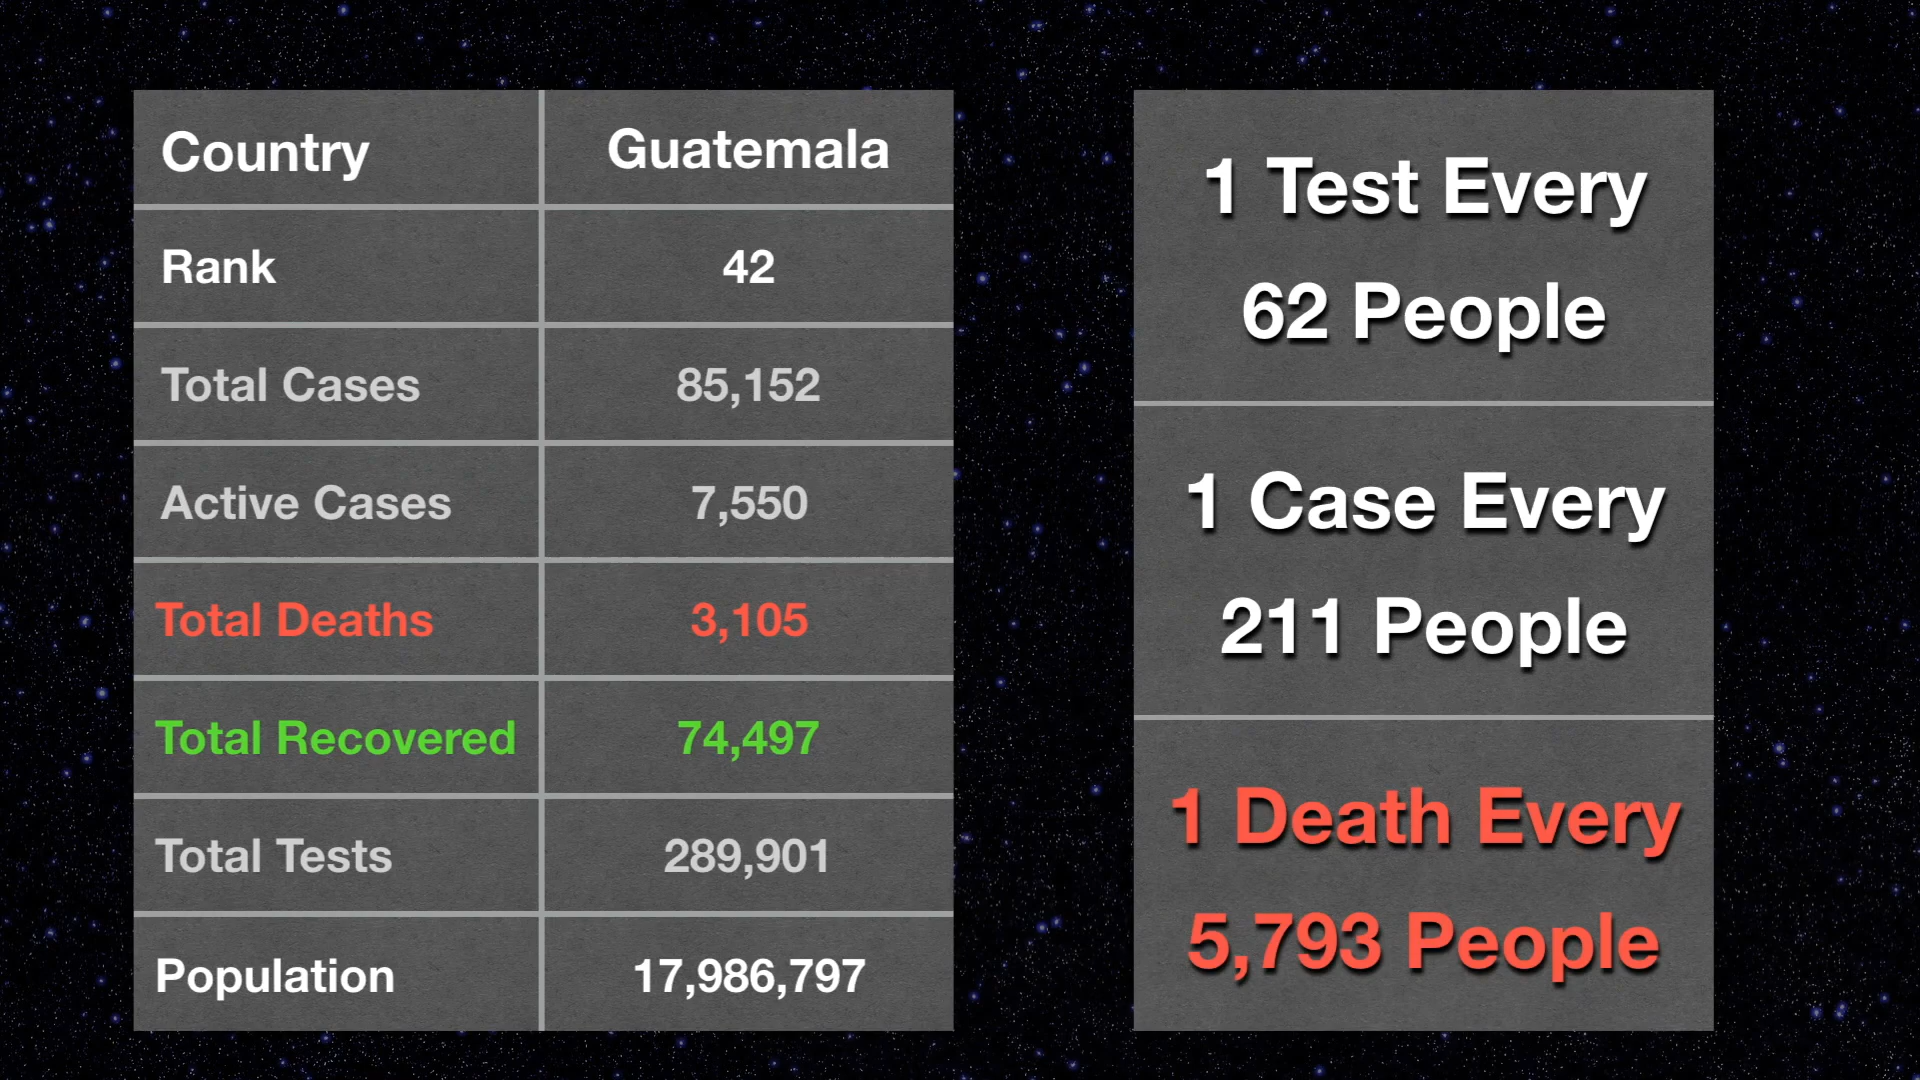 Country Guatemala
Rank 42
Total Cases 85,152
Active Cases 7,550
Total Deaths 3,105
Total Recovered 74,497
Total Tests 289,901
Population 17,986,797
1 Test Every
62 People
1 Case Every
211 People
1 Death Every
5,793 People